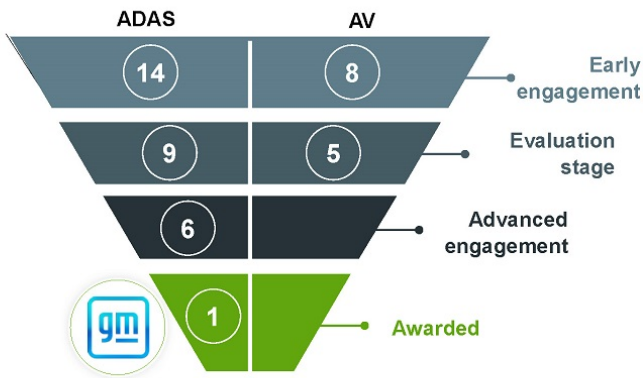 ADAS
AV
14
8
Early
engagement
9
5
Evaluation
stage
6
Advanced
engagement
gm
1
Awarded